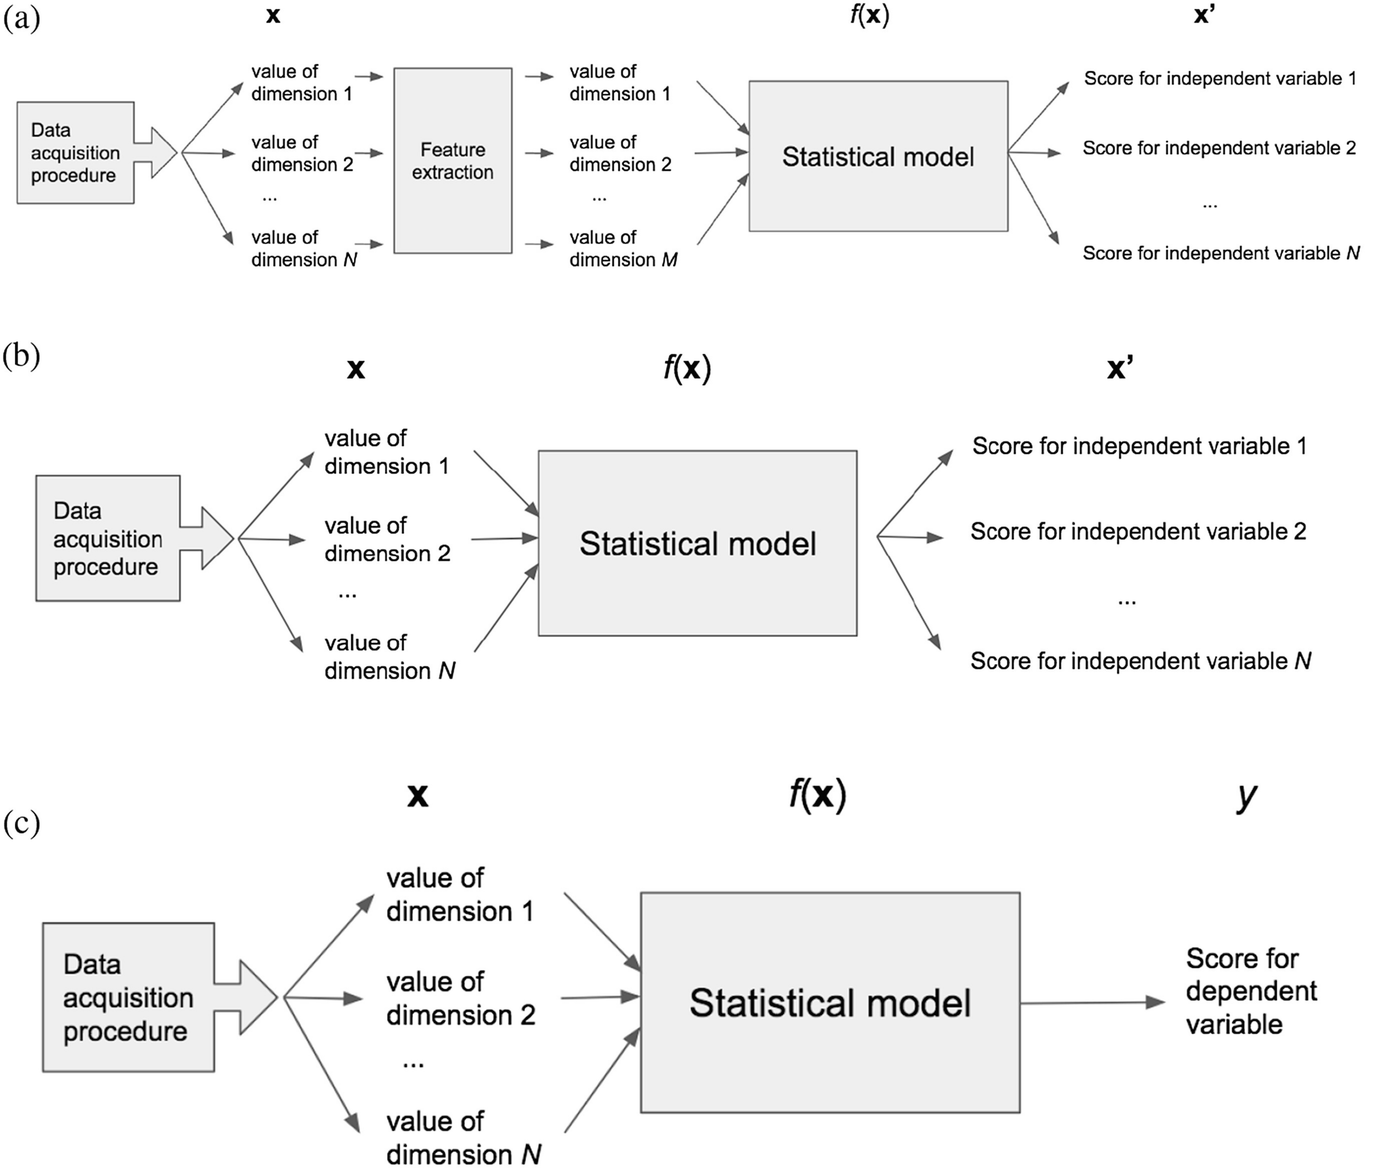 (a)
x
f(x)
x’
Data
acquisition
procedure
value of
dimension 1
value of
dimension 2
...
value of
dimension N
Feature
extraction
value of
dimension 1
value of
dimension 2
...
value of
dimension M
Statistical model
Score for independent variable 1
Score for independent variable 2
...
Score for independent variable N
(b)
x
f(x)
x’
Data
acquisition
procedure
value of
dimension 1
value of
dimension 2
...
value of
dimension N
Statistical model
Score for independent variable 1
Score for independent variable 2
...
Score for independent variable N
(c)
x
f(x)
y
Data
acquisition
procedure
value of
dimension 1
value of
dimension 2
...
value of
dimension N
Statistical model
Score for
dependent
variable